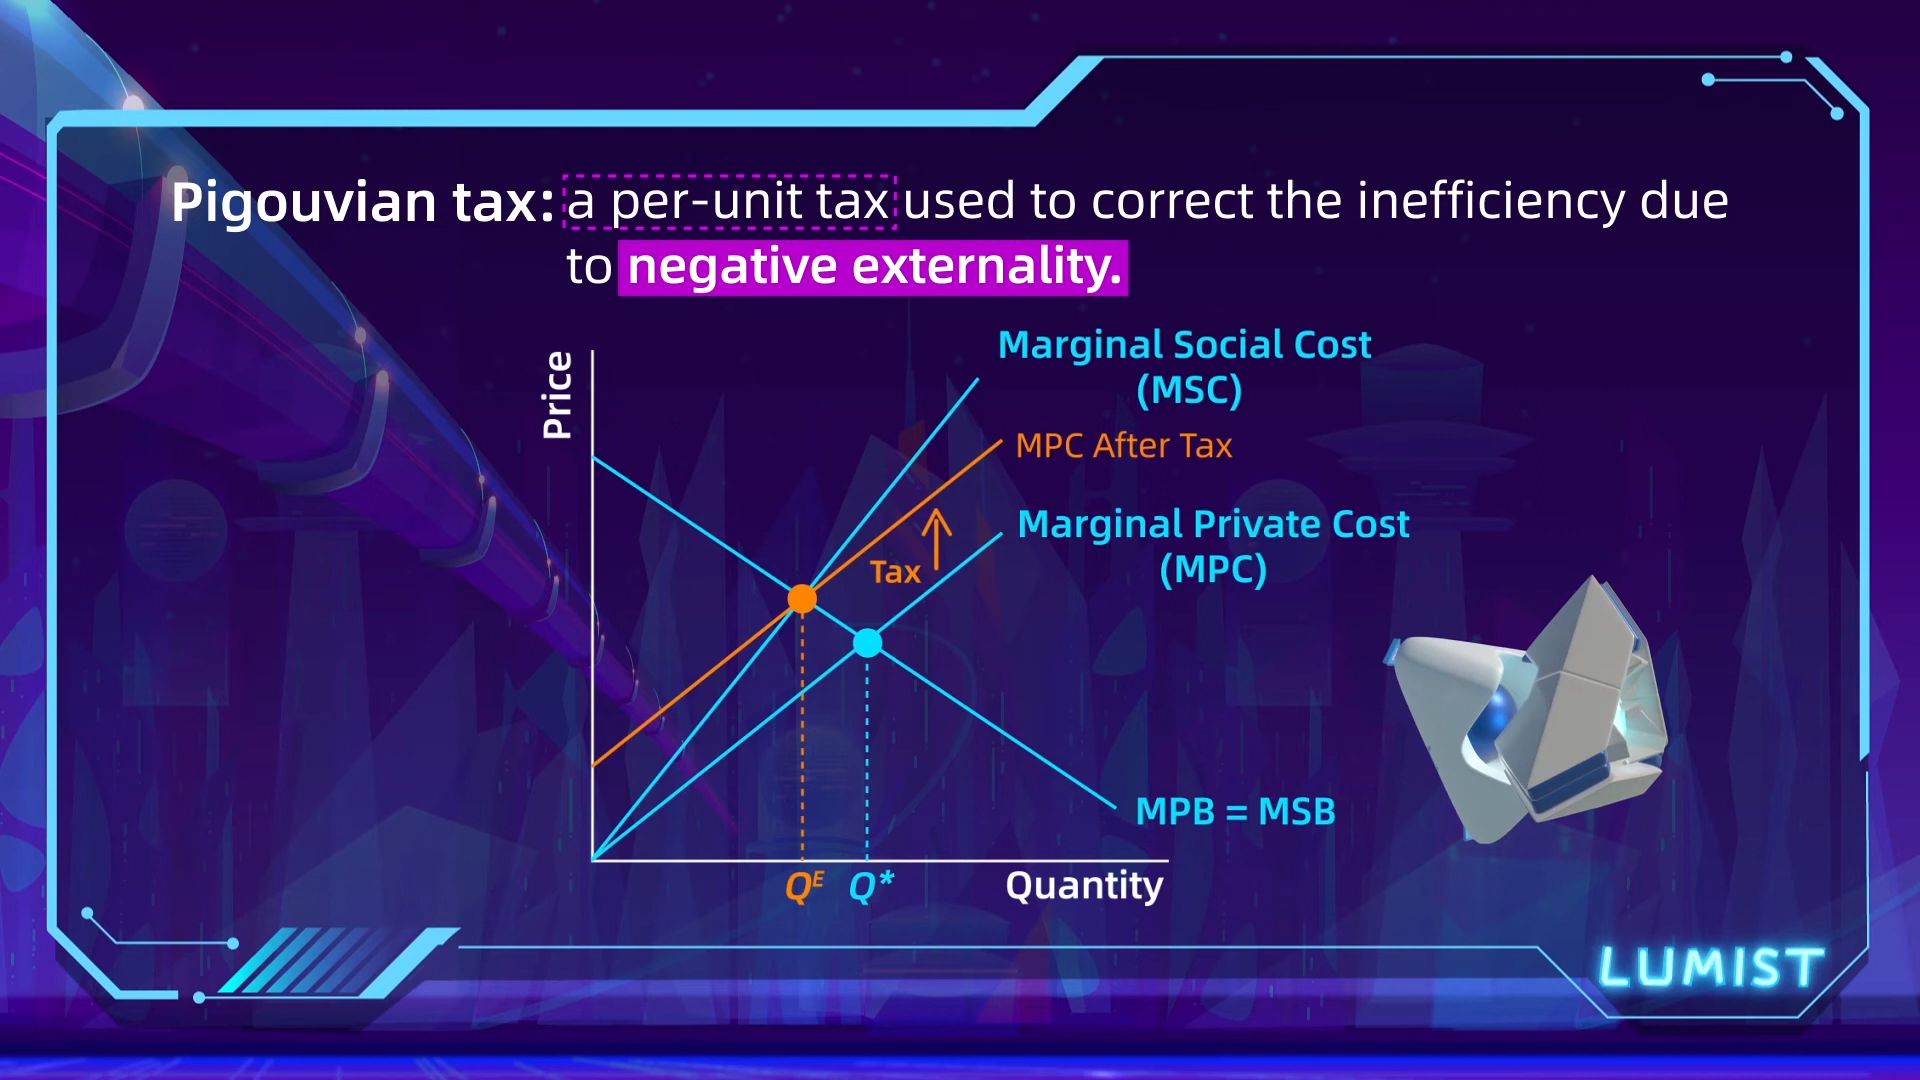 Pigouvian tax: a per-unit tax used to correct the inefficiency due
to negative externality.
Price
Marginal Social Cost
(MSC)
MPC After Tax
Marginal Private Cost
(MPC)
Tax
MPB = MSB
Qᴱ Q*
Quantity
LUMIST